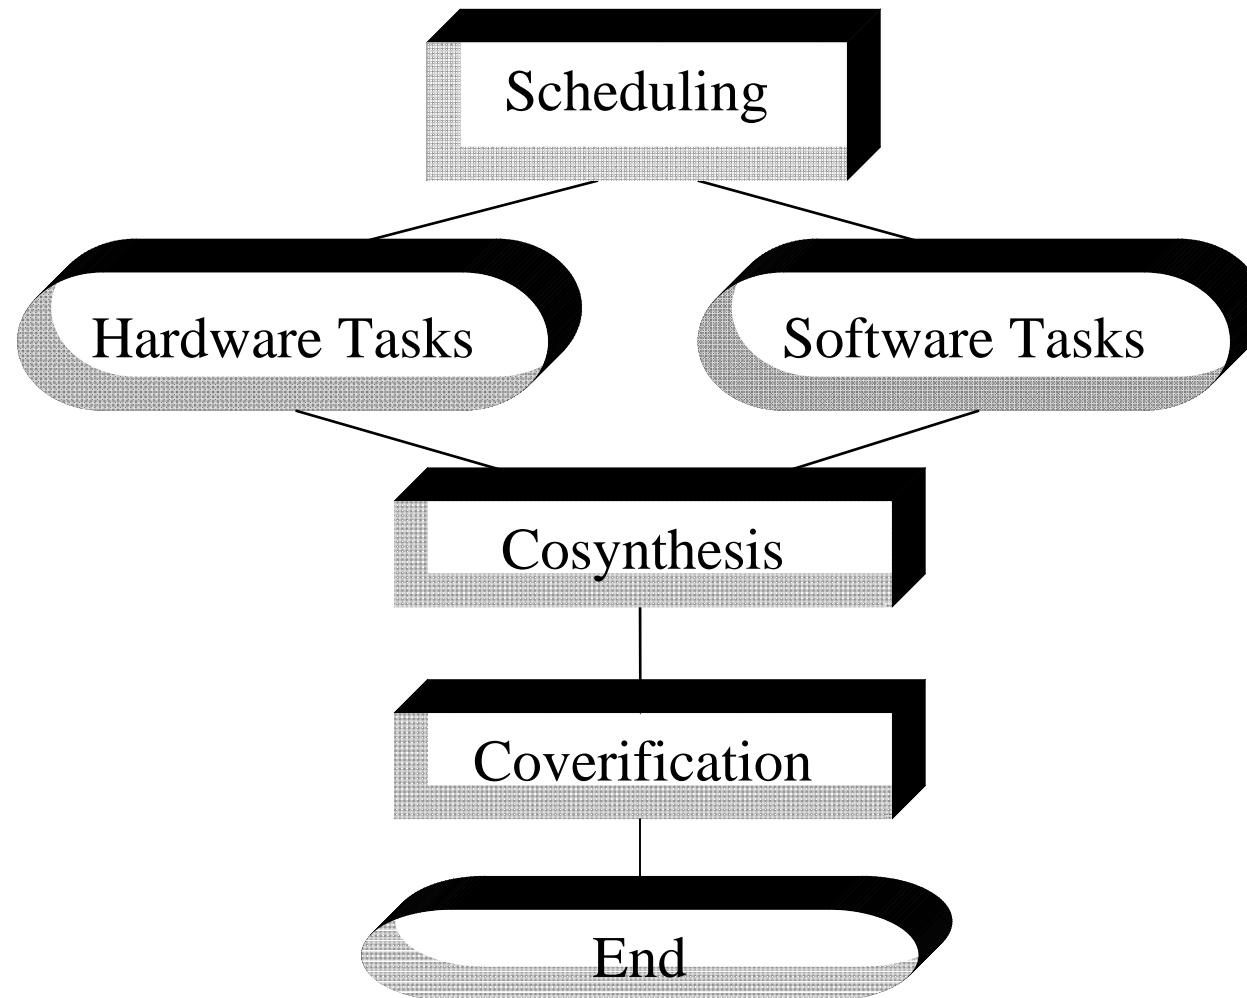 Scheduling
Hardware Tasks
Software Tasks
Cosynthesis
Coverification
End